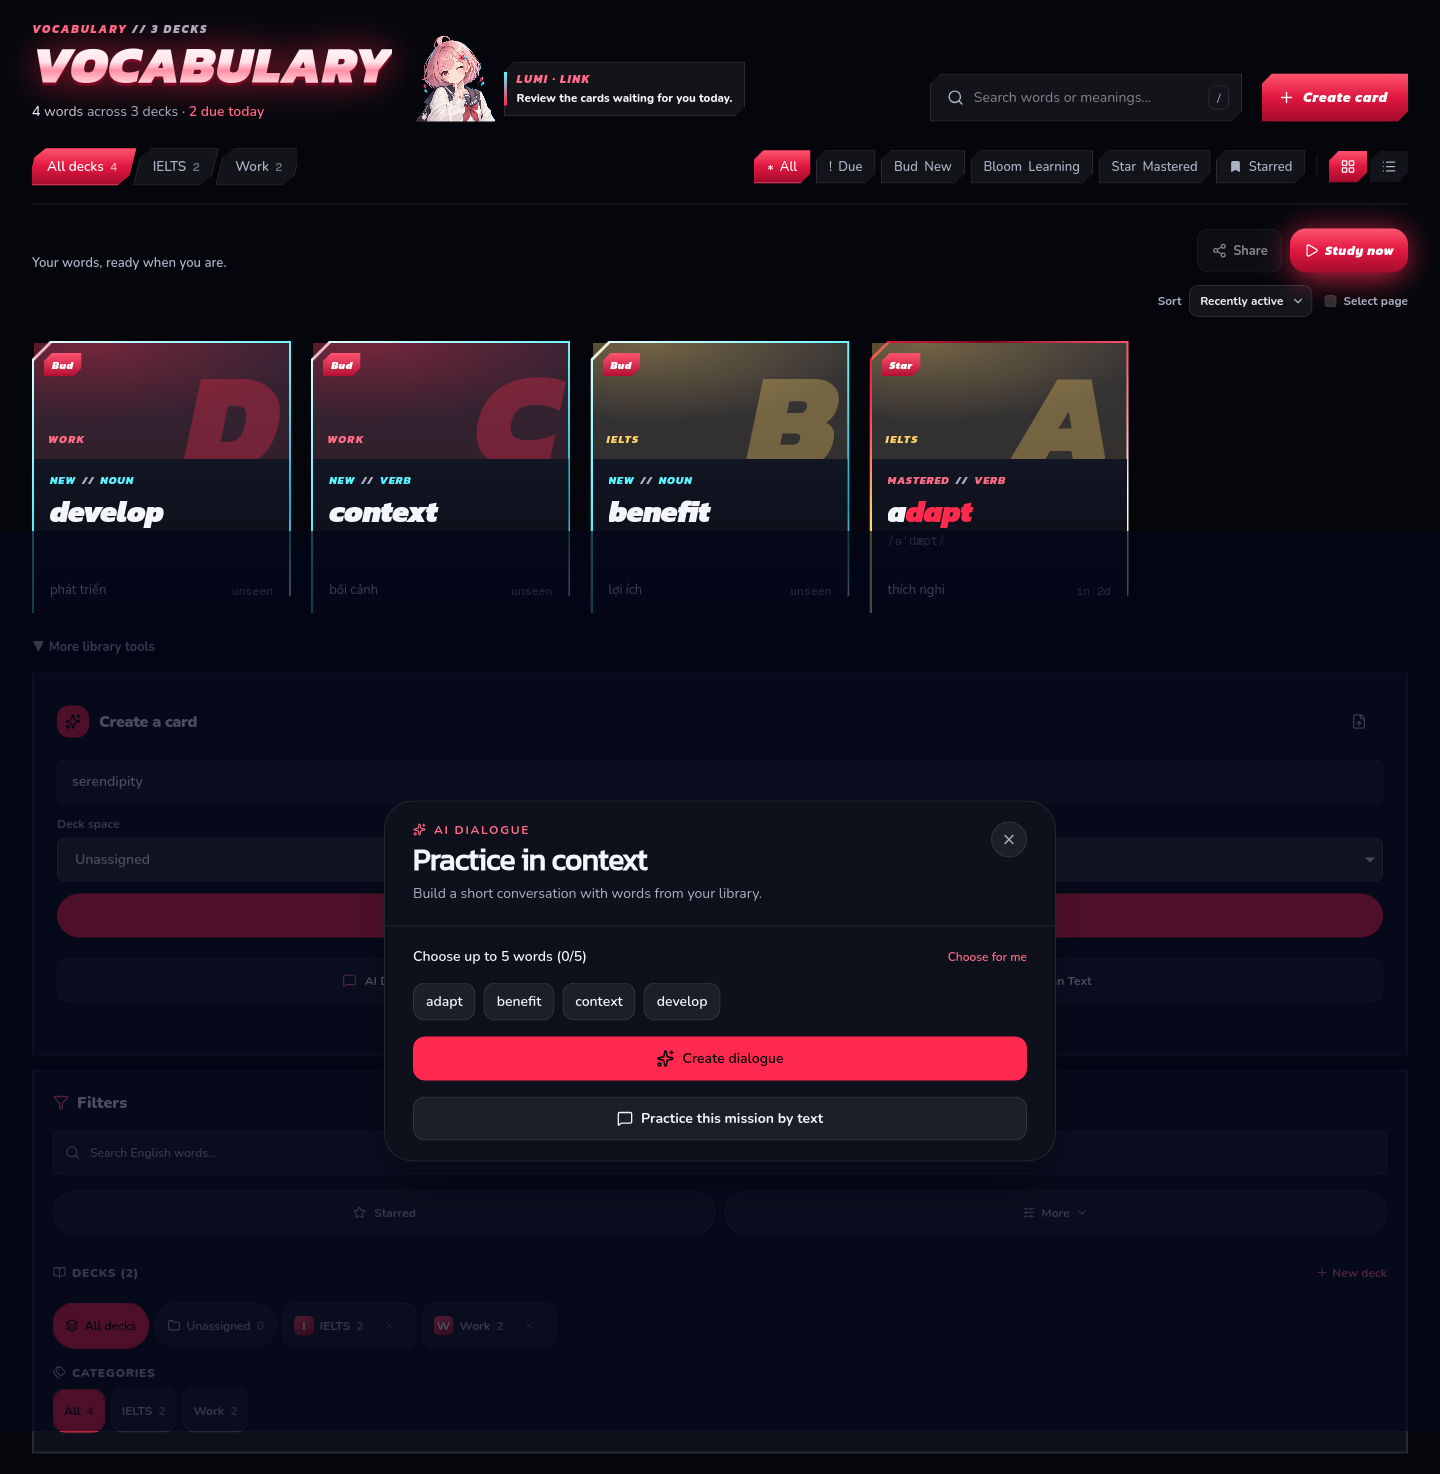 VOCABULARY // 3 DECKS
VOCABULARY
4 words across 3 decks · 2 due today
LUMI · LINK
Review the cards waiting for you today.
Search words or meanings...
/
Create card
All decks 4
IELTS 2
Work 2
All
! Due
Bud New
Bloom Learning
Star Mastered
Starred
Your words, ready when you are.
Share
Study now
Sort
Recently active
Select page
Bud
D
WORK
NEW // NOUN
develop
phát triển
unseen
Bud
C
WORK
NEW // VERB
context
bối cảnh
unseen
Bud
B
IELTS
NEW // NOUN
benefit
lợi ích
unseen
Star
A
IELTS
MASTERED // VERB
adapt
/əˈdæpt/
thích nghi
in 2d
More library tools
Create a card
serendipity
Deck space
Unassigned
AI D
n Text
AI DIALOGUE
Practice in context
Build a short conversation with words from your library.
Choose up to 5 words (0/5)
Choose for me
adapt
benefit
context
develop
Create dialogue
Practice this mission by text
Filters
Search English words...
Starred
More
DECKS (2)
New deck
All decks
Unassigned 0
I IELTS 2 ×
W Work 2 ×
CATEGORIES
All 4
IELTS 2
Work 2